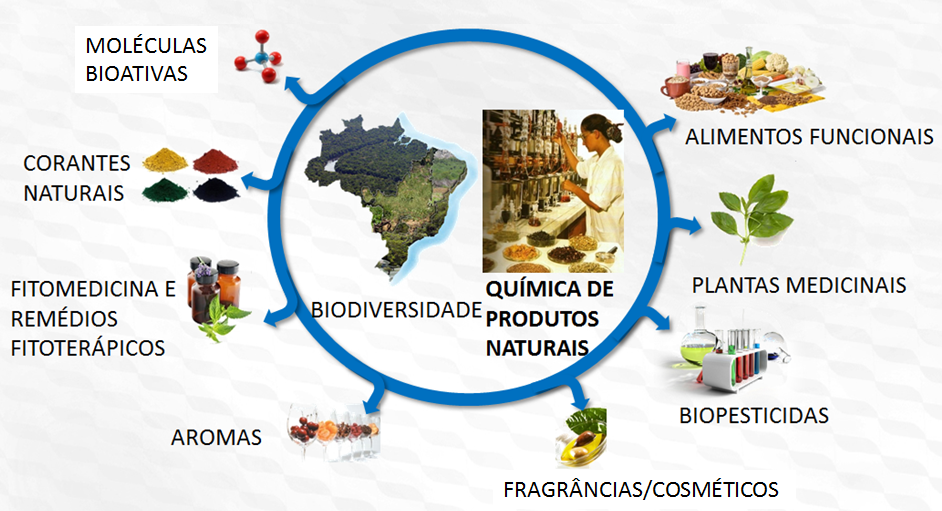 MOLÉCULAS
BIOATIVAS
CORANTES
NATURAIS
FITOMEDICINA E
REMÉDIOS
FITOTERÁPICOS
AROMAS
BIODIVERSIDADE
QUÍMICA DE
PRODUTOS
NATURAIS
ALIMENTOS FUNCIONAIS
PLANTAS MEDICINAIS
BIOPESTICIDAS
FRAGRÂNCIAS/COSMÉTICOS